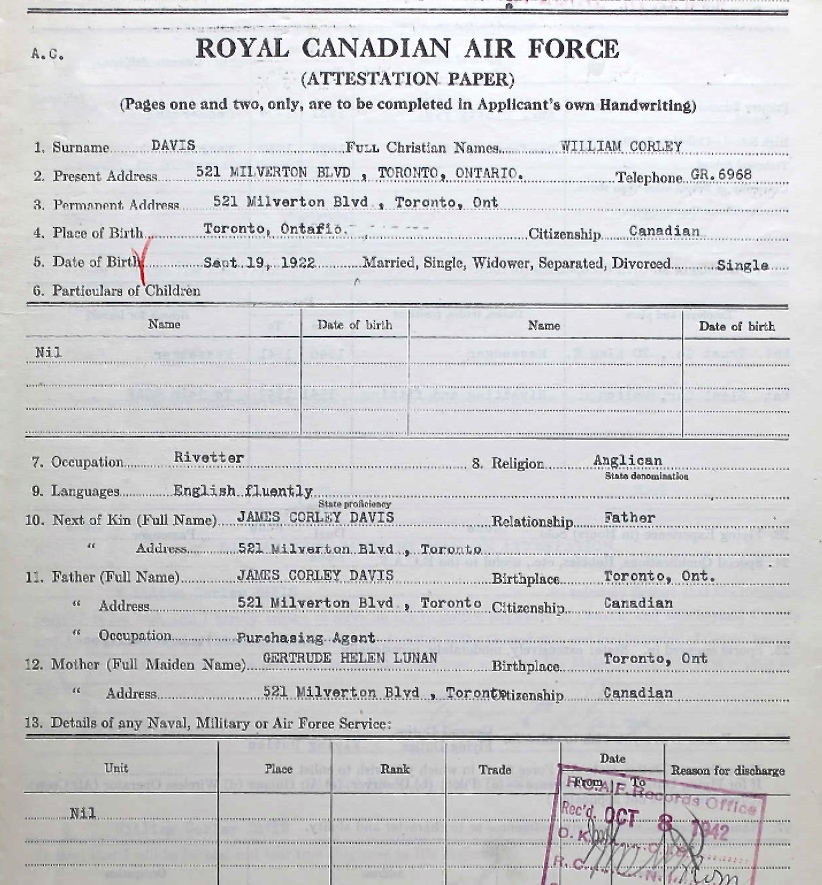 A.C.
ROYAL CANADIAN AIR FORCE
(ATTESTATION PAPER)
(Pages one and two, only, are to be completed in Applicant's own Handwriting)
1. Surname DAVIS Full Christian Names WILLIAM CORLEY
2. Present Address 521 MILVERTON BLVD , TORONTO, ONTARIO. Telephone GR.6968
3. Permanent Address 521 Milverton Blvd , Toronto, Ont
4. Place of Birth Toronto, Ontafio. Citizenship Canadian
5. Date of Birth Sept.19, 1922 Married, Single, Widower, Separated, Divorced Single
6. Particulars of Children
Name Date of birth Name Date of birth
Nil
7. Occupation Rivetter 8. Religion Anglican
State denomination
9. Languages English fluently
State proficiency
10. Next of Kin (Full Name) JAMES CORLEY DAVIS Relationship Father
" Address 521 Milverton Blvd , Toronto
11. Father (Full Name) JAMES CORLEY DAVIS Birthplace Toronto, Ont.
" Address 521 Milverton Blvd , Toronto Citizenship Canadian
" Occupation Purchasing Agent
12. Mother (Full Maiden Name) GERTRUDE HELEN LUNAN Birthplace Toronto, Ont
" Address 521 Milverton Blvd , Toronto Citizenship Canadian
13. Details of any Naval, Military or Air Force Service:
Unit Place Rank Trade Date Reason for discharge
From To
Nil
R.C.A.F. Records Office
Rec'd. OCT 8 1942
O.K.
R.C.